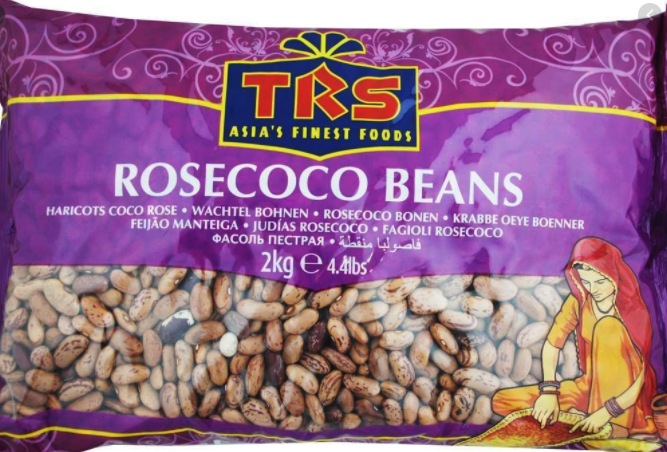 TRS
ASIA'S FINEST FOODS
ROSECOCO BEANS
HARICOTS COCO ROSE • WACHTEL BOHNEN • ROSECOCO BONEN • KRABBE OEYE BOENNER
FEIJÃO MANTEIGA • JUDÍAS ROSECOCO • FAGIOLI ROSECOCO
ФАСОЛЬ ПЕСТРАЯ • فاصوليا منقطة
2kg ℮ 4.4lbs